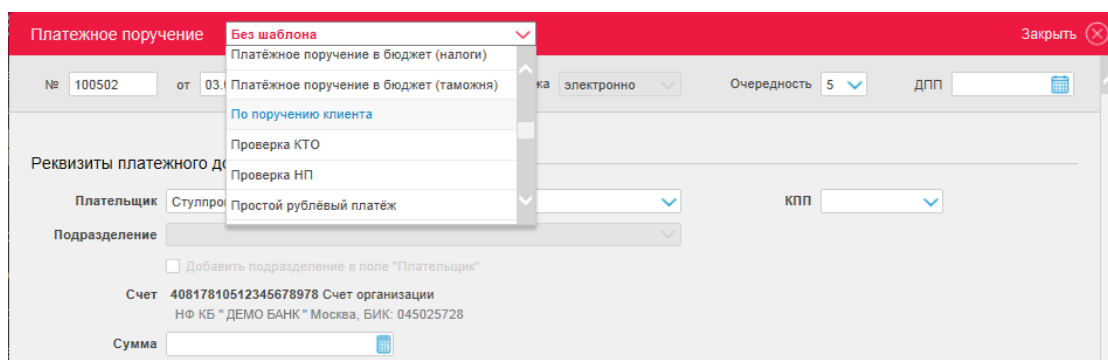 Платежное поручение Без шаблона Закрыть
Платёжное поручение в бюджет (налоги)
№ 100502 от 03. Платёжное поручение в бюджет (таможня) электронно Очередность 5 ДПП
По поручению клиента
Проверка КТО
Реквизиты платежного
Проверка НП
Плательщик Простой рублёвый платёж КПП
Подразделение
Добавить подразделение в поле "Плательщик"
Счет 40817810512345678978 Счет организации
НФ КБ " ДЕМО БАНК " Москва, БИК: 045025728
Сумма